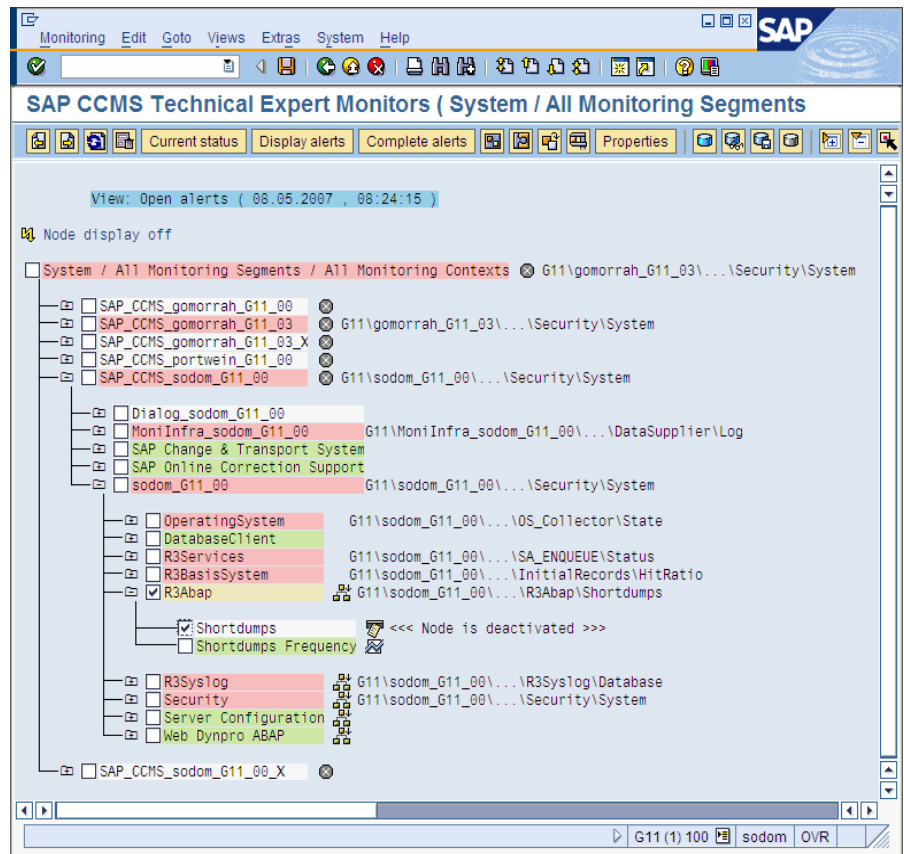 Monitoring Edit Goto Views Extras System Help
SAP
SAP CCMS Technical Expert Monitors ( System / All Monitoring Segments
Current status Display alerts Complete alerts Properties
View: Open alerts ( 08.05.2007 , 08:24:15 )
Node display off
System / All Monitoring Segments / All Monitoring Contexts G11\gomorrah_G11_03\...\Security\System
SAP_CCMS_gomorrah_G11_00
SAP_CCMS_gomorrah_G11_03 G11\gomorrah_G11_03\...\Security\System
SAP_CCMS_gomorrah_G11_03_X
SAP_CCMS_portwein_G11_00
SAP_CCMS_sodom_G11_00 G11\sodom_G11_00\...\Security\System
Dialog_sodom_G11_00
MoniInfra_sodom_G11_00 G11\MoniInfra_sodom_G11_00\...\DataSupplier\Log
SAP Change & Transport System
SAP Online Correction Support
sodom_G11_00 G11\sodom_G11_00\...\Security\System
OperatingSystem G11\sodom_G11_00\...\OS_Collector\State
DatabaseClient
R3Services G11\sodom_G11_00\...\SA_ENQUEUE\Status
R3BasisSystem G11\sodom_G11_00\...\InitialRecords\HitRatio
R3Abap G11\sodom_G11_00\...\R3Abap\Shortdumps
Shortdumps <<< Node is deactivated >>>
Shortdumps Frequency
R3Syslog G11\sodom_G11_00\...\R3Syslog\Database
Security G11\sodom_G11_00\...\Security\System
Server Configuration
Web Dynpro ABAP
SAP_CCMS_sodom_G11_00_X
G11 (1) 100 sodom OVR